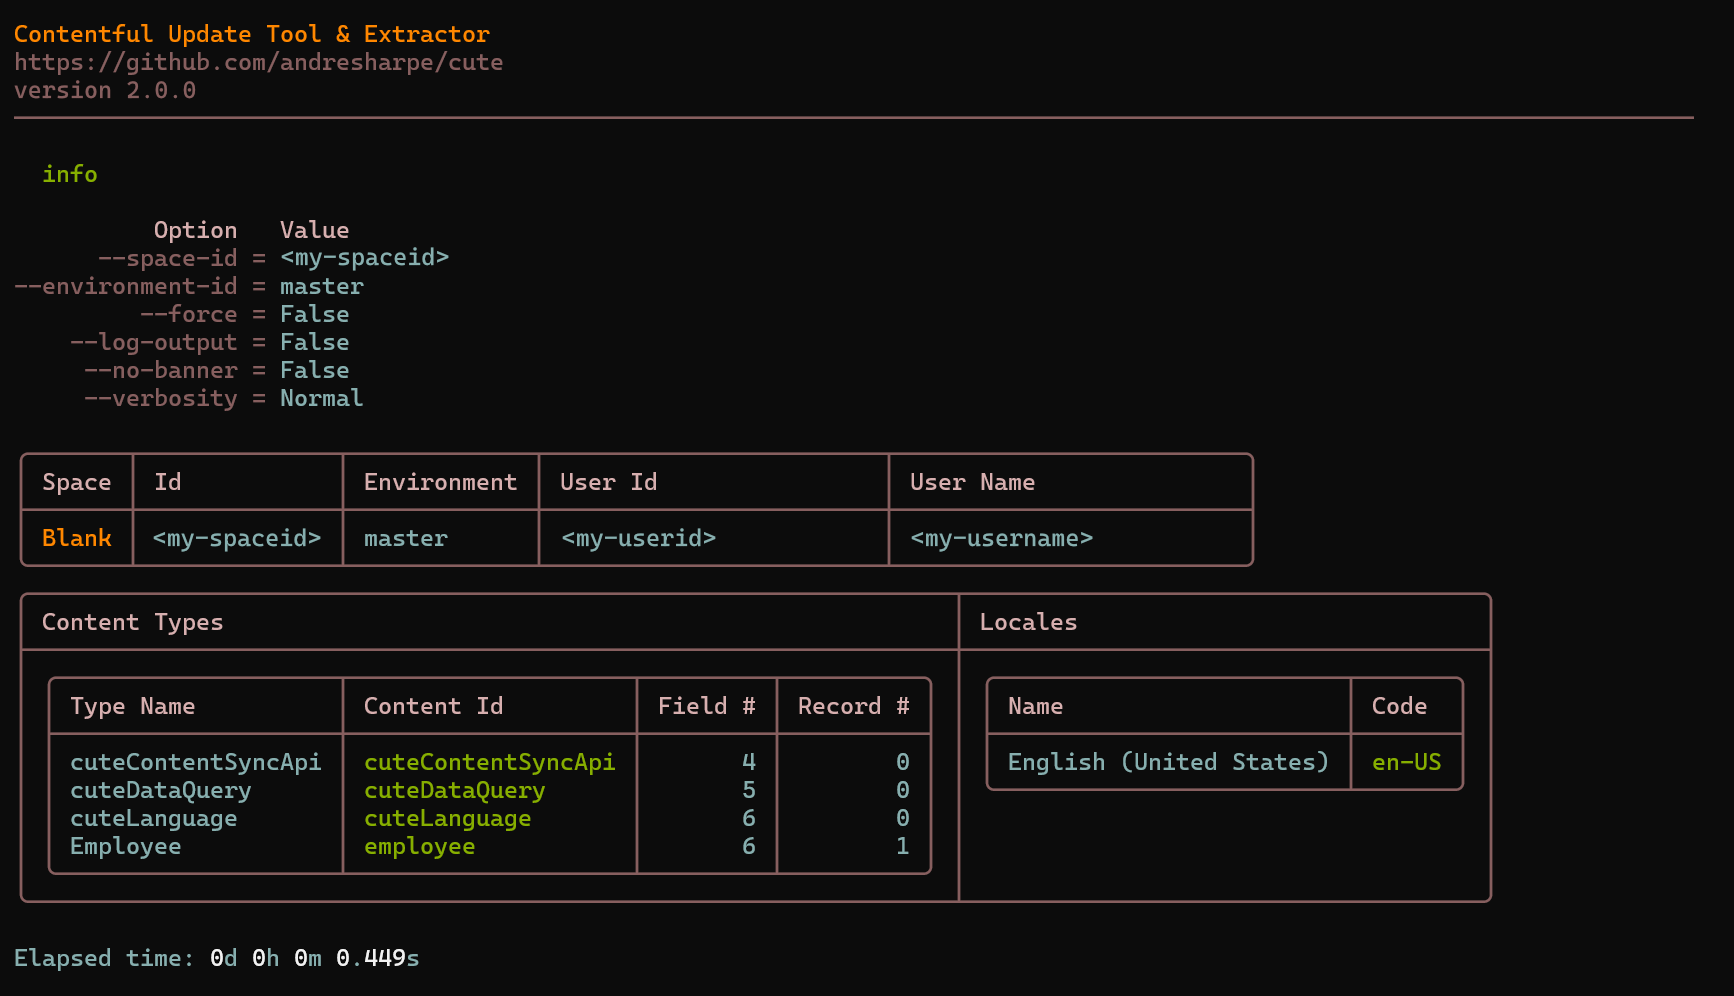 Contentful Update Tool & Extractor
https://github.com/andresharpe/cute
version 2.0.0
info
Option Value
--space-id = <my-spaceid>
--environment-id = master
--force = False
--log-output = False
--no-banner = False
--verbosity = Normal
Space Id Environment User Id User Name
Blank <my-spaceid> master <my-userid> <my-username>
Content Types Locales
Type Name Content Id Field # Record # Name Code
cuteContentSyncApi cuteContentSyncApi 4 0 English (United States) en-US
cuteDataQuery cuteDataQuery 5 0
cuteLanguage cuteLanguage 6 0
Employee employee 6 1
Elapsed time: 0d 0h 0m 0.449s